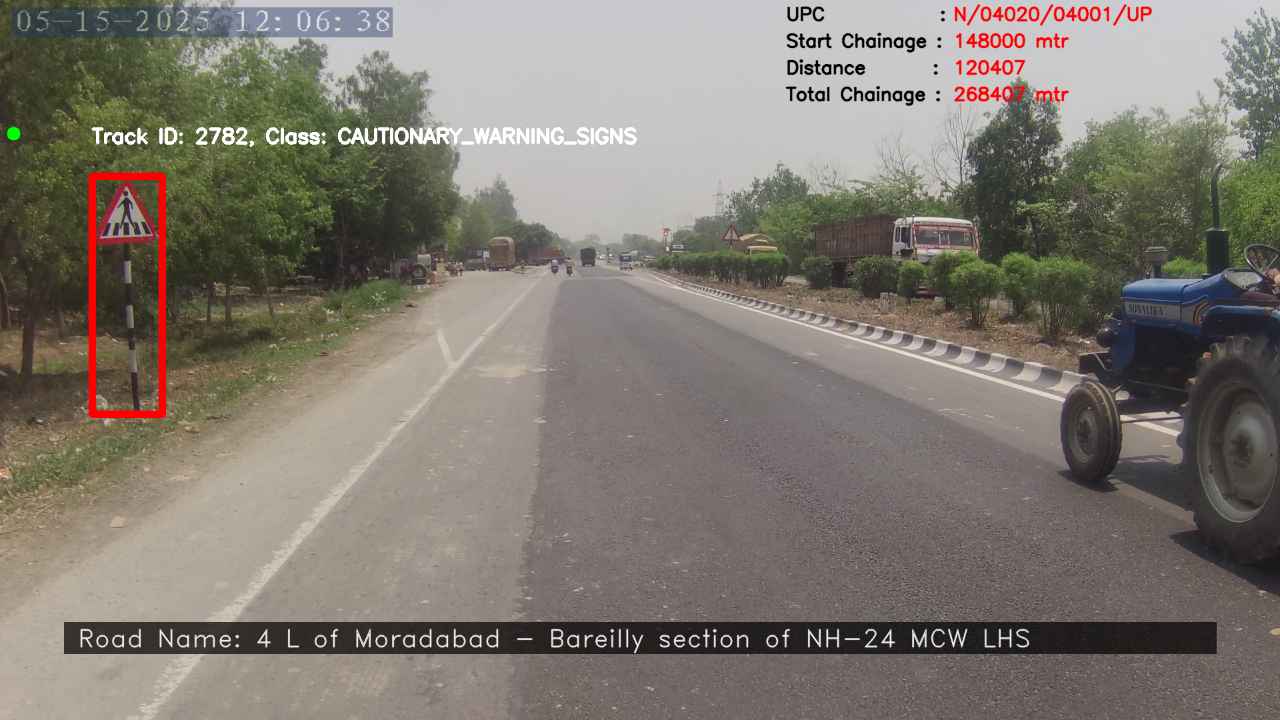 05-15-2025 12:06:38
UPC : N/04020/04001/UP
Start Chainage : 148000 mtr
Distance : 120407
Total Chainage : 268407 mtr
Track ID: 2782, Class: CAUTIONARY_WARNING_SIGNS
Road Name: 4 L of Moradabad - Bareilly section of NH-24 MCW LHS